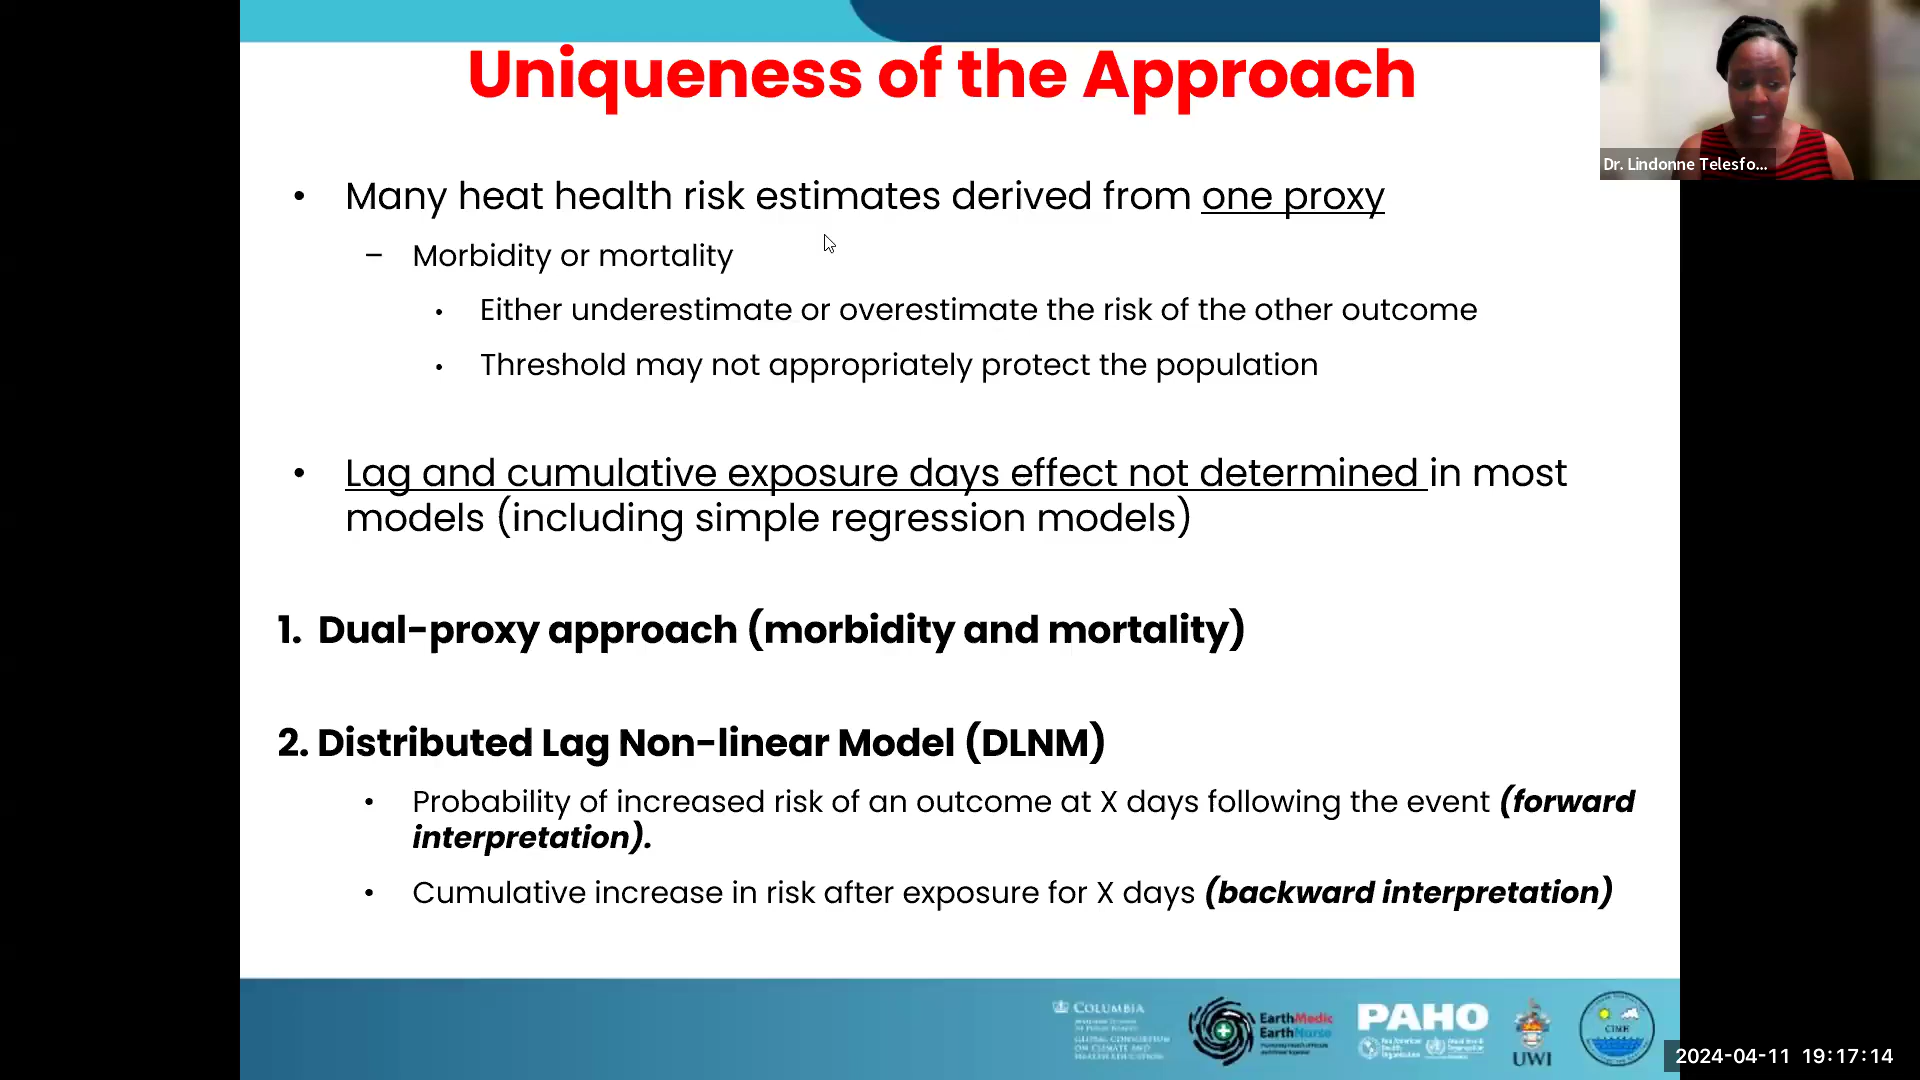 Uniqueness of the Approach
Dr. Lindonne Telesfo...
• Many heat health risk estimates derived from one proxy
– Morbidity or mortality
• Either underestimate or overestimate the risk of the other outcome
• Threshold may not appropriately protect the population
• Lag and cumulative exposure days effect not determined in most
models (including simple regression models)
1. Dual-proxy approach (morbidity and mortality)
2. Distributed Lag Non-linear Model (DLNM)
• Probability of increased risk of an outcome at X days following the event (forward
interpretation).
• Cumulative increase in risk after exposure for X days (backward interpretation)
COLUMBIA
GLOBAL CONSORTIUM
ON CLIMATE AND
HEALTH EDUCATION
EarthMedic
EarthNurse
PAHO
Pan American
Health
Organization
UWI
CIMH
2024-04-11 19:17:14